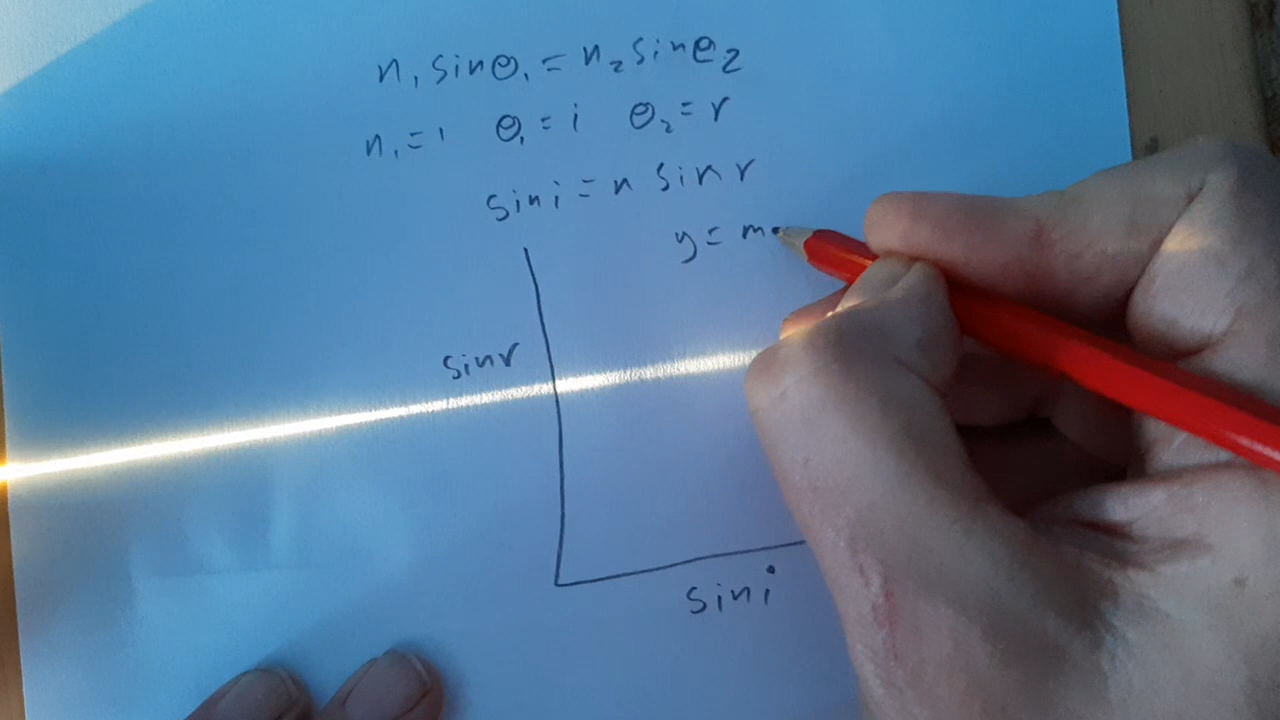 n₁ sinθ₁ = n₂ sinθ₂
n₁ = 1 θ₁ = i θ₂ = r
sin i = n sin r
y = m
sin r
sin i